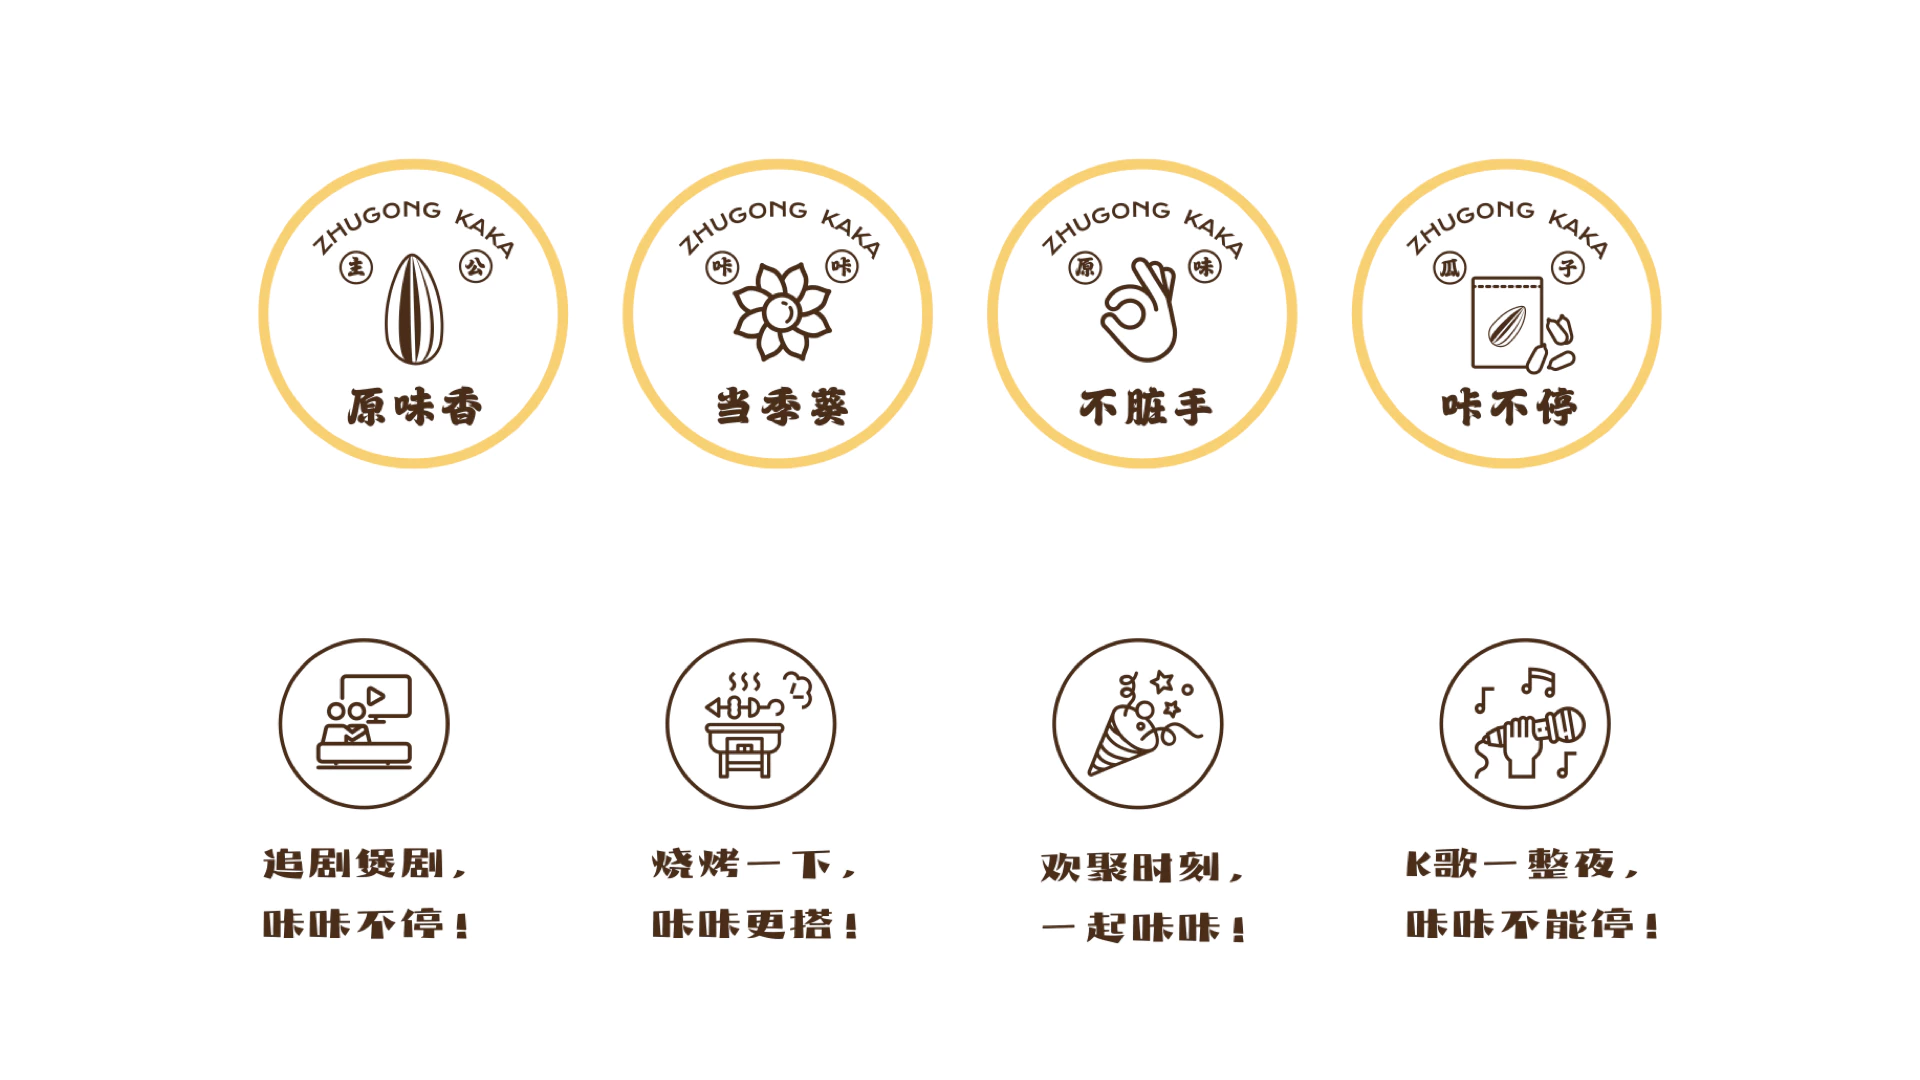 ZHUGONG KAKA
主 公
原味香
ZHUGONG KAKA
咔 咔
当季葵
ZHUGONG KAKA
原 味
不脏手
ZHUGONG KAKA
瓜 子
咔不停
追剧煲剧，
咔咔不停！
烧烤一下，
咔咔更搭！
欢聚时刻，
一起咔咔！
K歌一整夜，
咔咔不能停！